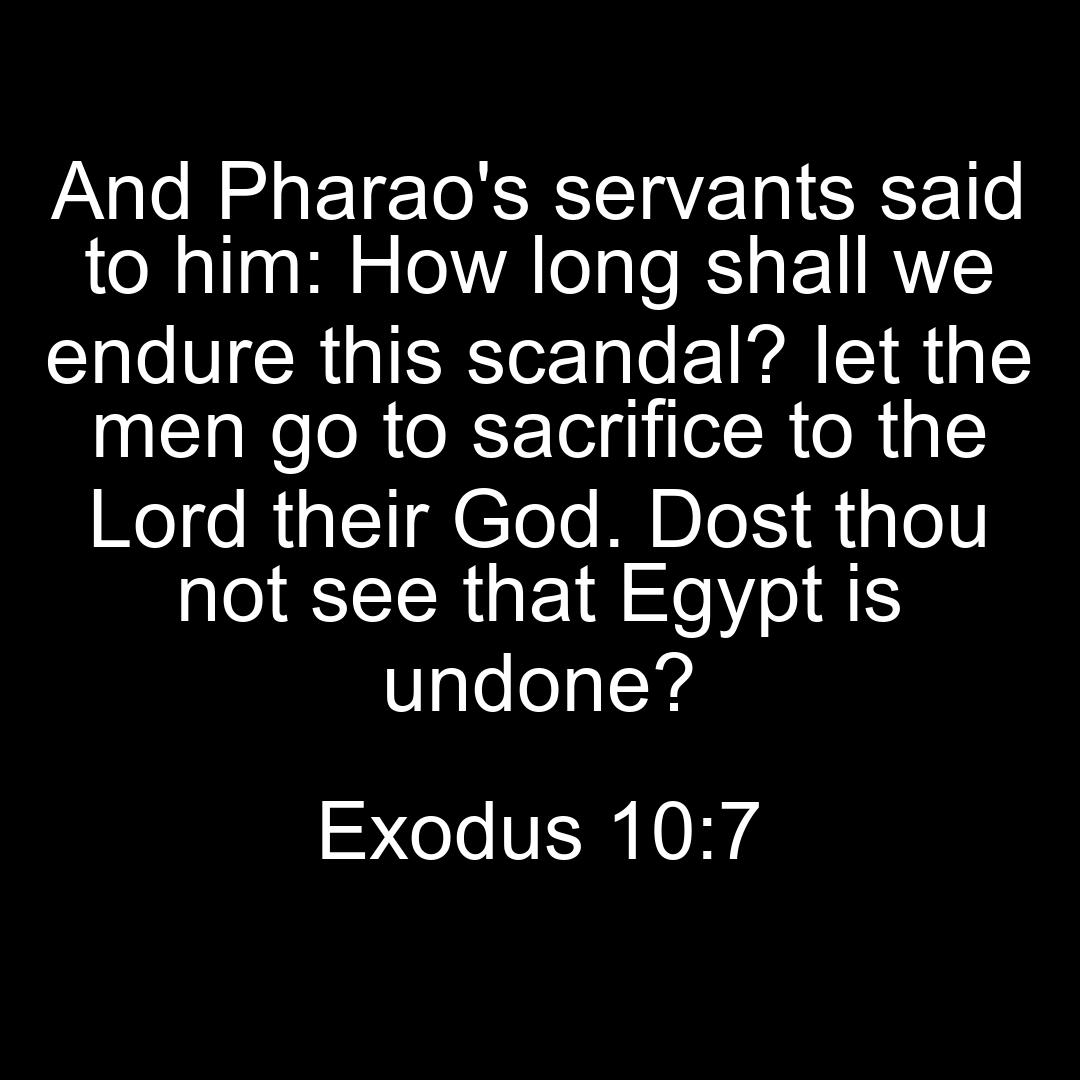 And Pharao's servants said
to him: How long shall we
endure this scandal? let the
men go to sacrifice to the
Lord their God. Dost thou
not see that Egypt is
undone?
Exodus 10:7